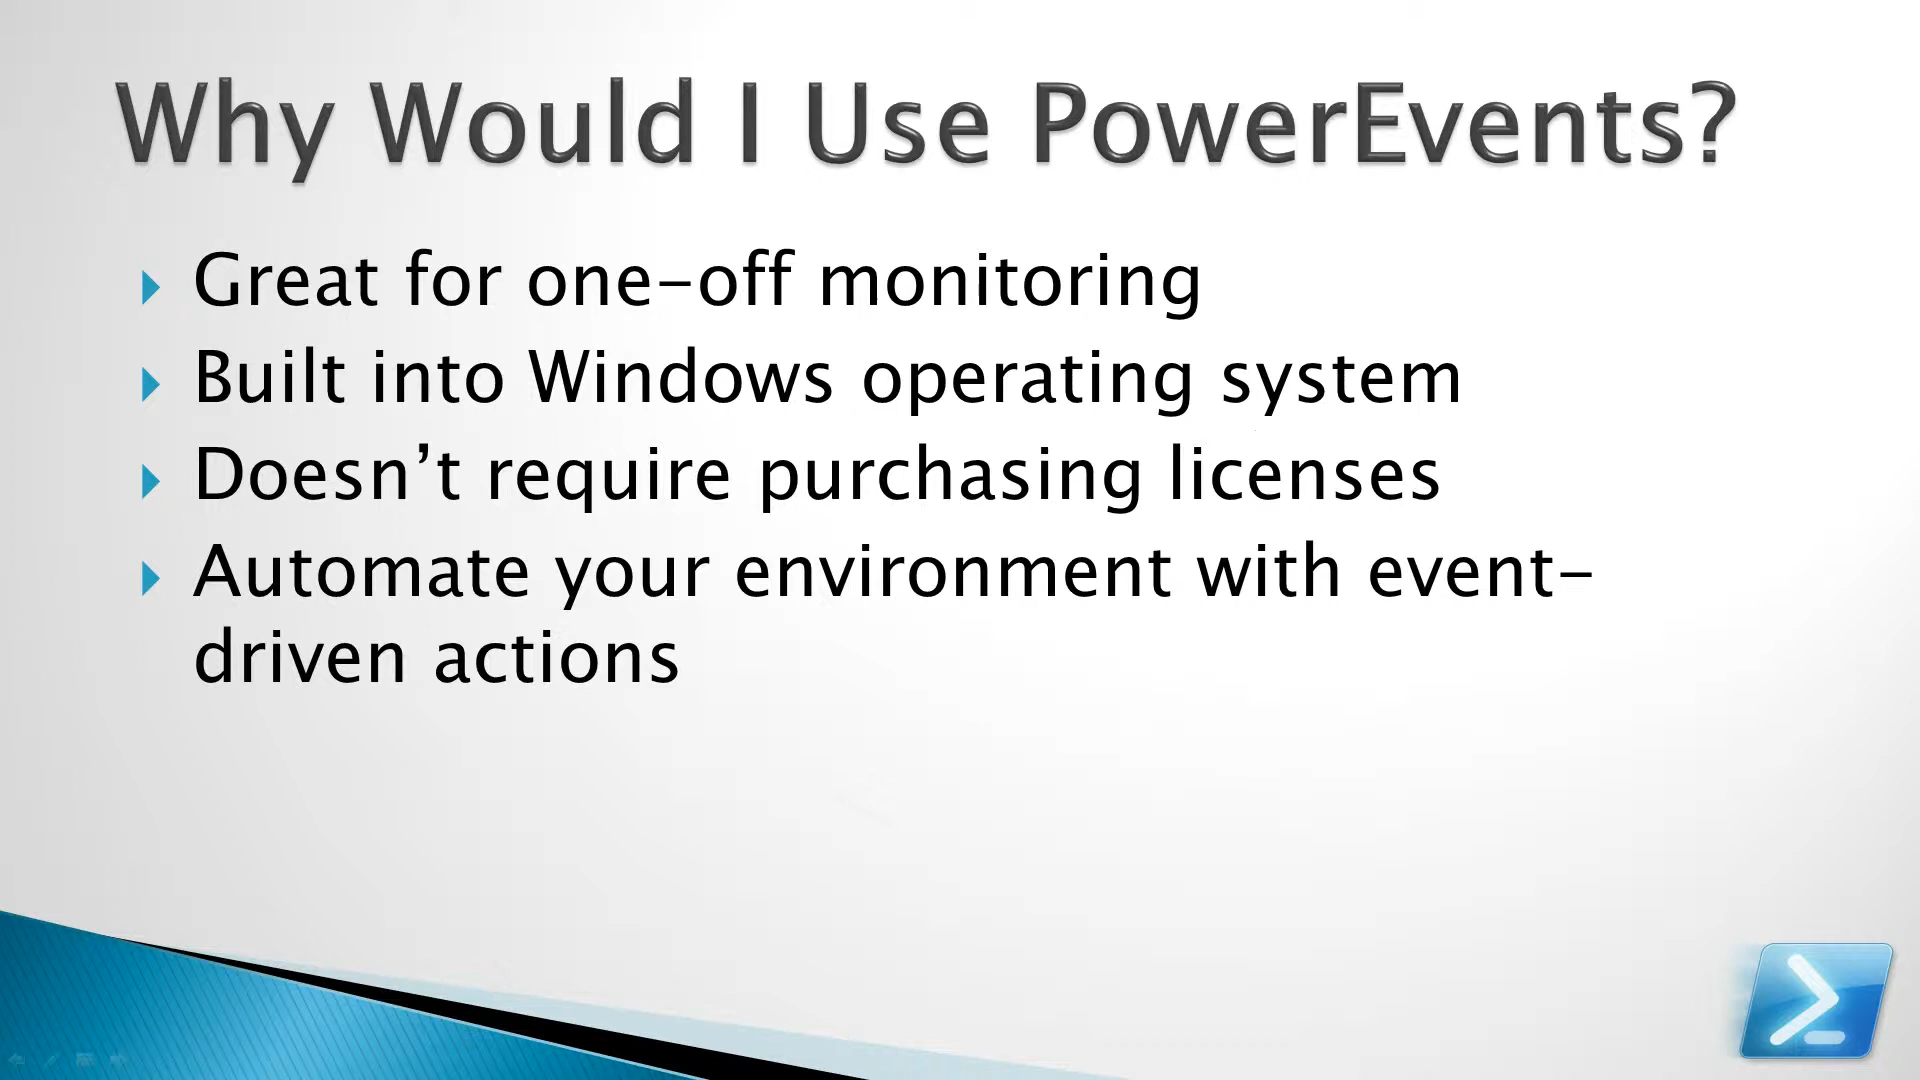 Why Would I Use PowerEvents?
Great for one-off monitoring
Built into Windows operating system
Doesn’t require purchasing licenses
Automate your environment with event-
driven actions